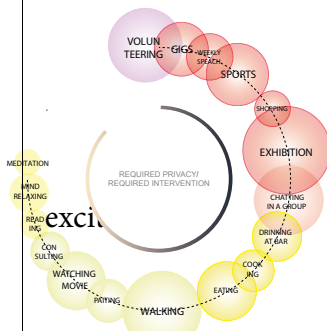 VOLUN
TEERING
GIGS
WEEKLY
SPEACH
SPORTS
SHOPPING
EXHIBITION
CHATTING
IN A GROUP
DRINKING
AT BAR
COOK
ING
EATING
WALKING
PAITING
WATCHING
MOVIE
CON
SULTING
READ
ING
MIND
RELAXING
MEDITATION
REQUIRED PRIVACY/
REQUIRED INTERVENTION